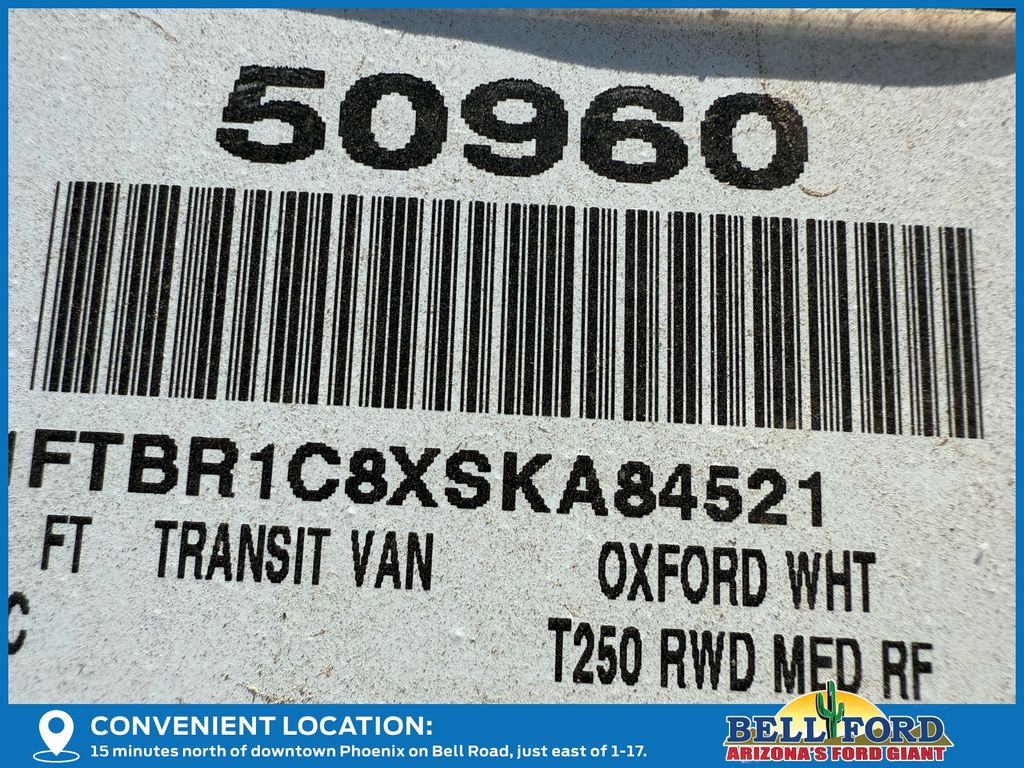 50960
1FTBR1C8XSKA84521
FT TRANSIT VAN OXFORD WHT
C T250 RWD MED RF
CONVENIENT LOCATION:
15 minutes north of downtown Phoenix on Bell Road, just east of 1-17.
BELL FORD
ARIZONA'S FORD GIANT